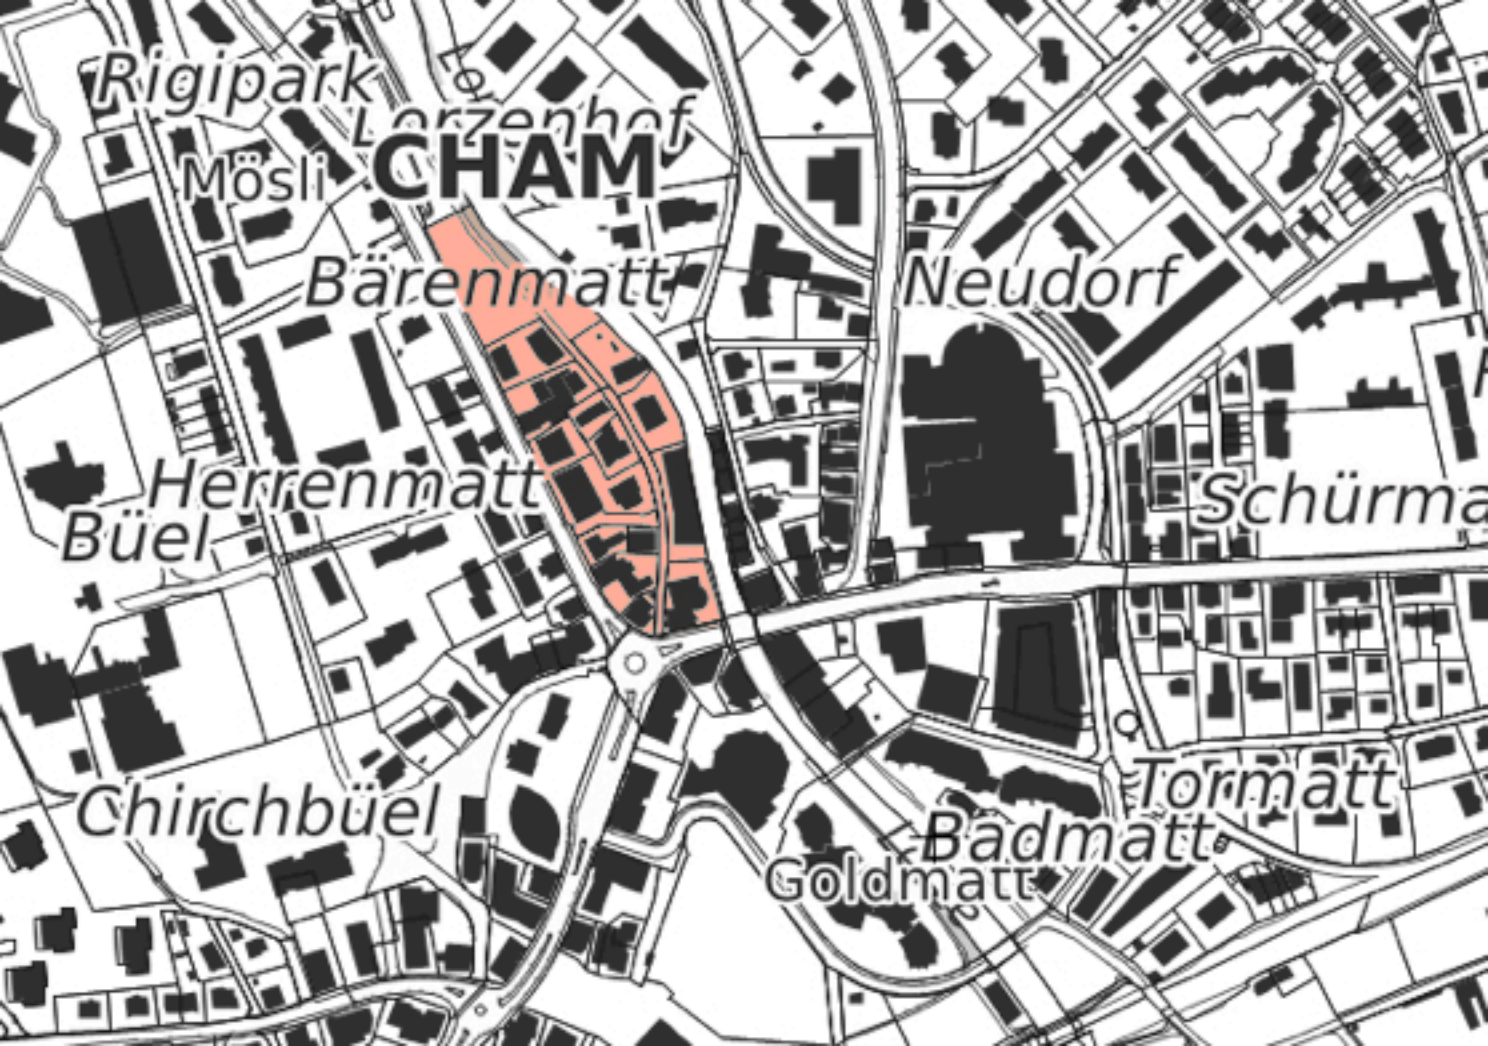 Rigipark
Lorzenhof
CHAM
Mösli
Bärenmatt
Neudorf
Herrenmatt
Schürma
Büel
Tormatt
Chirchbüel
Badmatt
Goldmatt